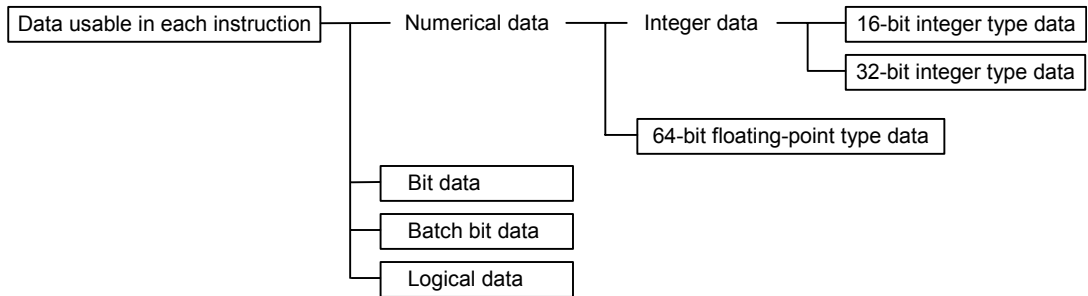 Data usable in each instruction
Numerical data
Integer data
16-bit integer type data
32-bit integer type data
64-bit floating-point type data
Bit data
Batch bit data
Logical data